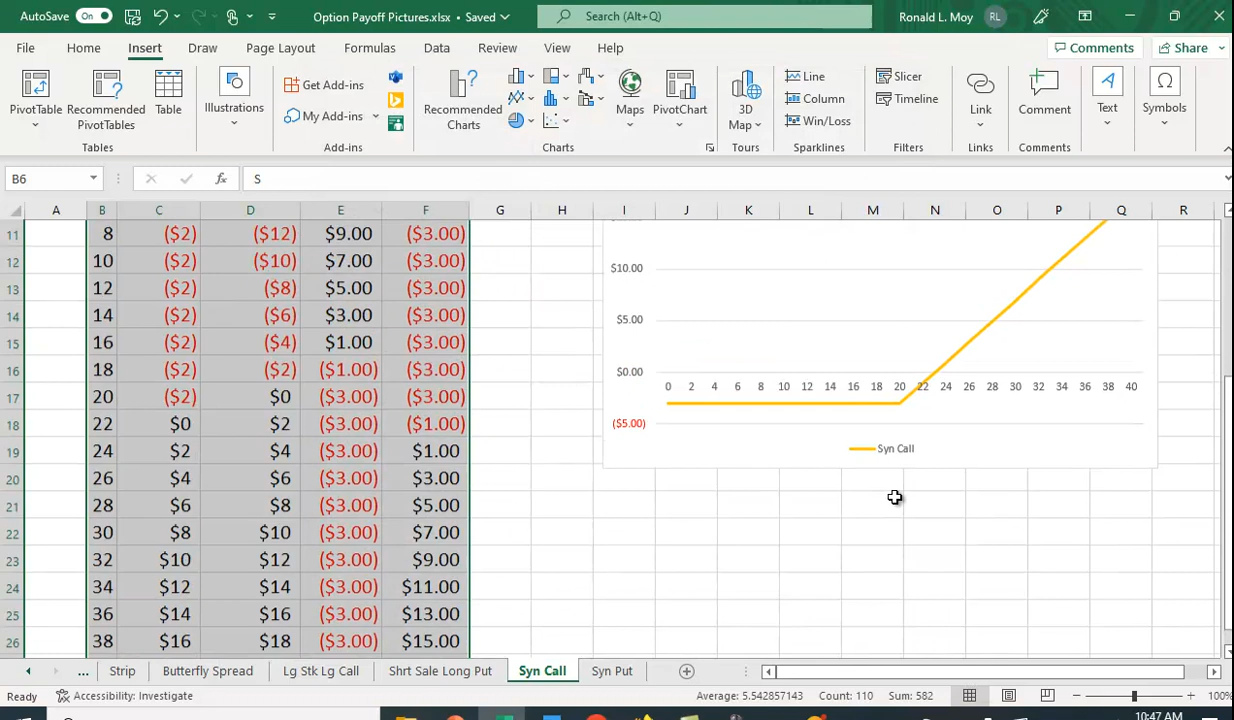 AutoSave On Option Payoff Pictures.xlsx • Saved Search (Alt+Q) Ronald L. Moy RL
File Home Insert Draw Page Layout Formulas Data Review View Help Comments Share
PivotTable Recommended PivotTables Table Illustrations Get Add-ins My Add-ins Recommended Charts Maps PivotChart 3D Map Line Column Win/Loss Slicer Timeline Link Comment Text Symbols
Tables Add-ins Charts Tours Sparklines Filters Links Comments
B6 fx S
A B C D E F G H I J K L M N O P Q R
11 8 ($2) ($12) $9.00 ($3.00)
12 10 ($2) ($10) $7.00 ($3.00)
13 12 ($2) ($8) $5.00 ($3.00)
14 14 ($2) ($6) $3.00 ($3.00)
15 16 ($2) ($4) $1.00 ($3.00)
16 18 ($2) ($2) ($1.00) ($3.00)
17 20 ($2) $0 ($3.00) ($3.00)
18 22 $0 $2 ($3.00) ($1.00)
19 24 $2 $4 ($3.00) $1.00
20 26 $4 $6 ($3.00) $3.00
21 28 $6 $8 ($3.00) $5.00
22 30 $8 $10 ($3.00) $7.00
23 32 $10 $12 ($3.00) $9.00
24 34 $12 $14 ($3.00) $11.00
25 36 $14 $16 ($3.00) $13.00
26 38 $16 $18 ($3.00) $15.00
$10.00
$5.00
$0.00
0 2 4 6 8 10 12 14 16 18 20 22 24 26 28 30 32 34 36 38 40
($5.00)
Syn Call
... Strip Butterfly Spread Lg Stk Lg Call Shrt Sale Long Put Syn Call Syn Put
Ready Accessibility: Investigate Average: 5.542857143 Count: 110 Sum: 582 100%
10:47 AM